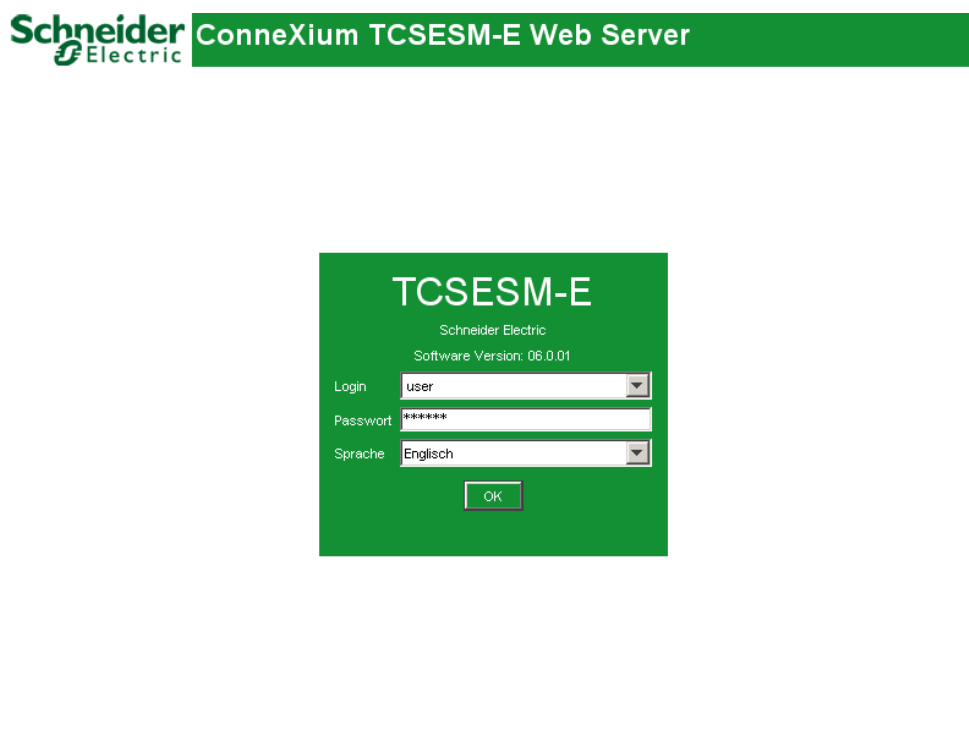 Schneider Electric
ConneXium TCSESM-E Web Server
TCSESM-E
Schneider Electric
Software Version: 06.0.01
Login user
Passwort ******
Sprache Englisch
OK